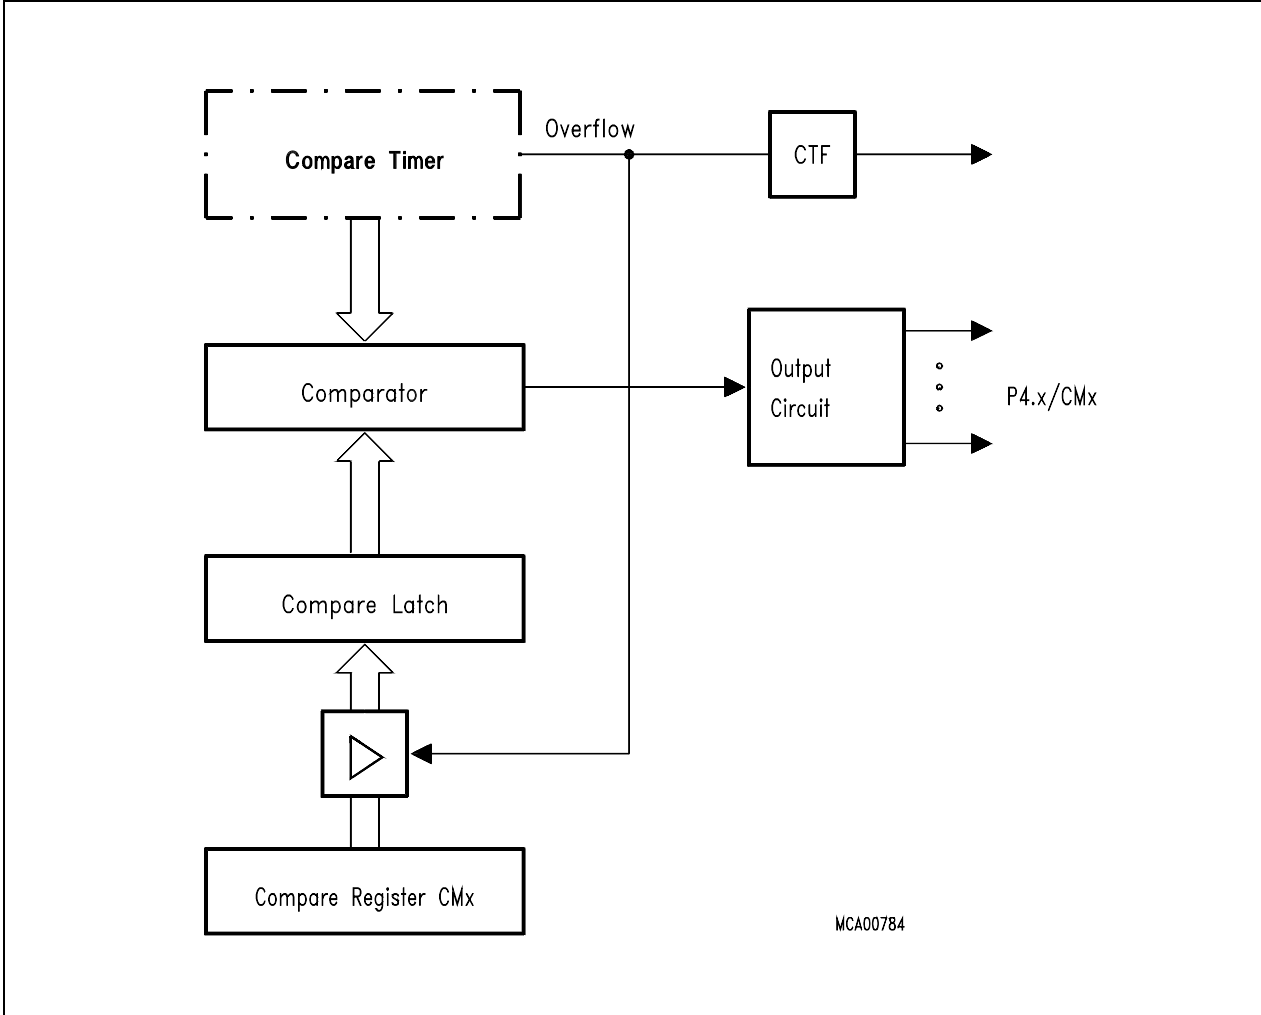 Overflow
Compare Timer
CTF
Comparator
Output
Circuit
P4.x/CMx
Compare Latch
Compare Register CMx
MCA00784